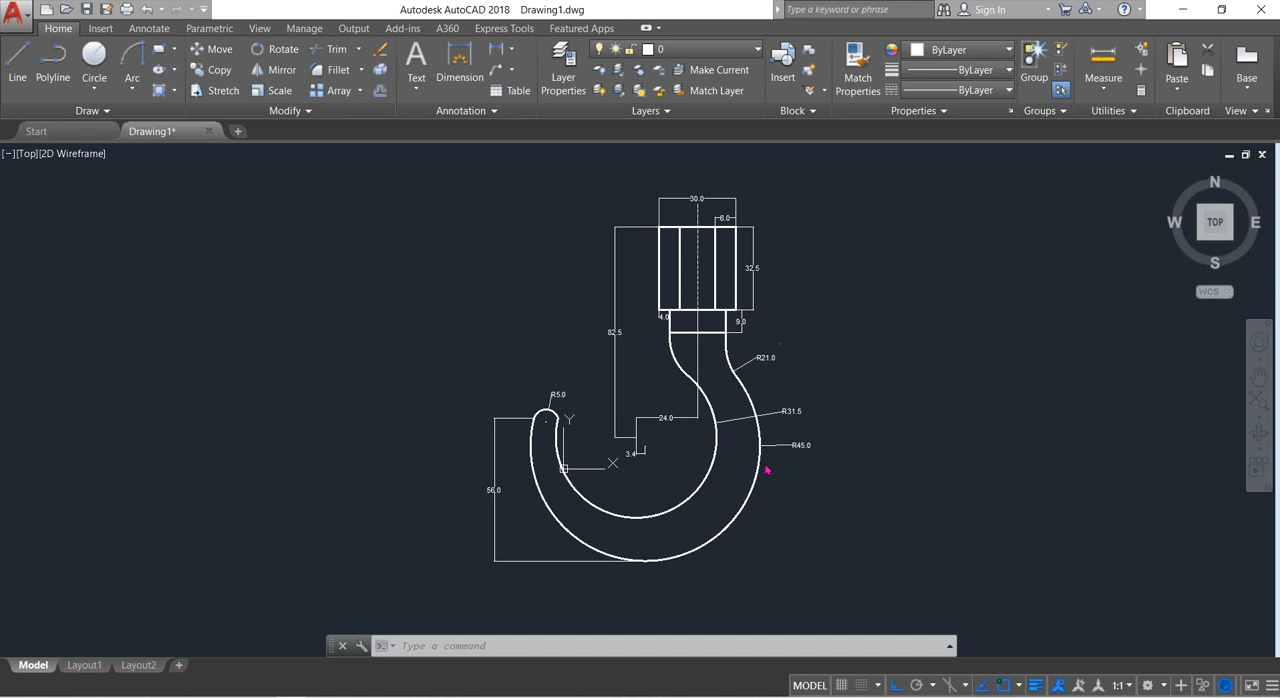 Autodesk AutoCAD 2018 Drawing1.dwg
Type a keyword or phrase
Sign In
Home Insert Annotate Parametric View Manage Output Add-ins A360 Express Tools Featured Apps
Line
Polyline
Circle
Arc
Draw
Move
Rotate
Trim
Copy
Mirror
Fillet
Stretch
Scale
Array
Modify
Text
Dimension
Table
Annotation
Layer
Properties
0
Make Current
Match Layer
Layers
Insert
Block
Match
Properties
ByLayer
ByLayer
ByLayer
Properties
Group
Groups
Measure
Utilities
Paste
Clipboard
Base
View
Start
Drawing1*
[−][Top][2D Wireframe]
N
W
TOP
E
S
WCS
30.0
6.0
32.5
4.0
9.0
82.5
R21.0
R5.0
24.0
R31.5
R45.0
3.4
56.0
Y
X
Type a command
Model Layout1 Layout2
MODEL
1:1